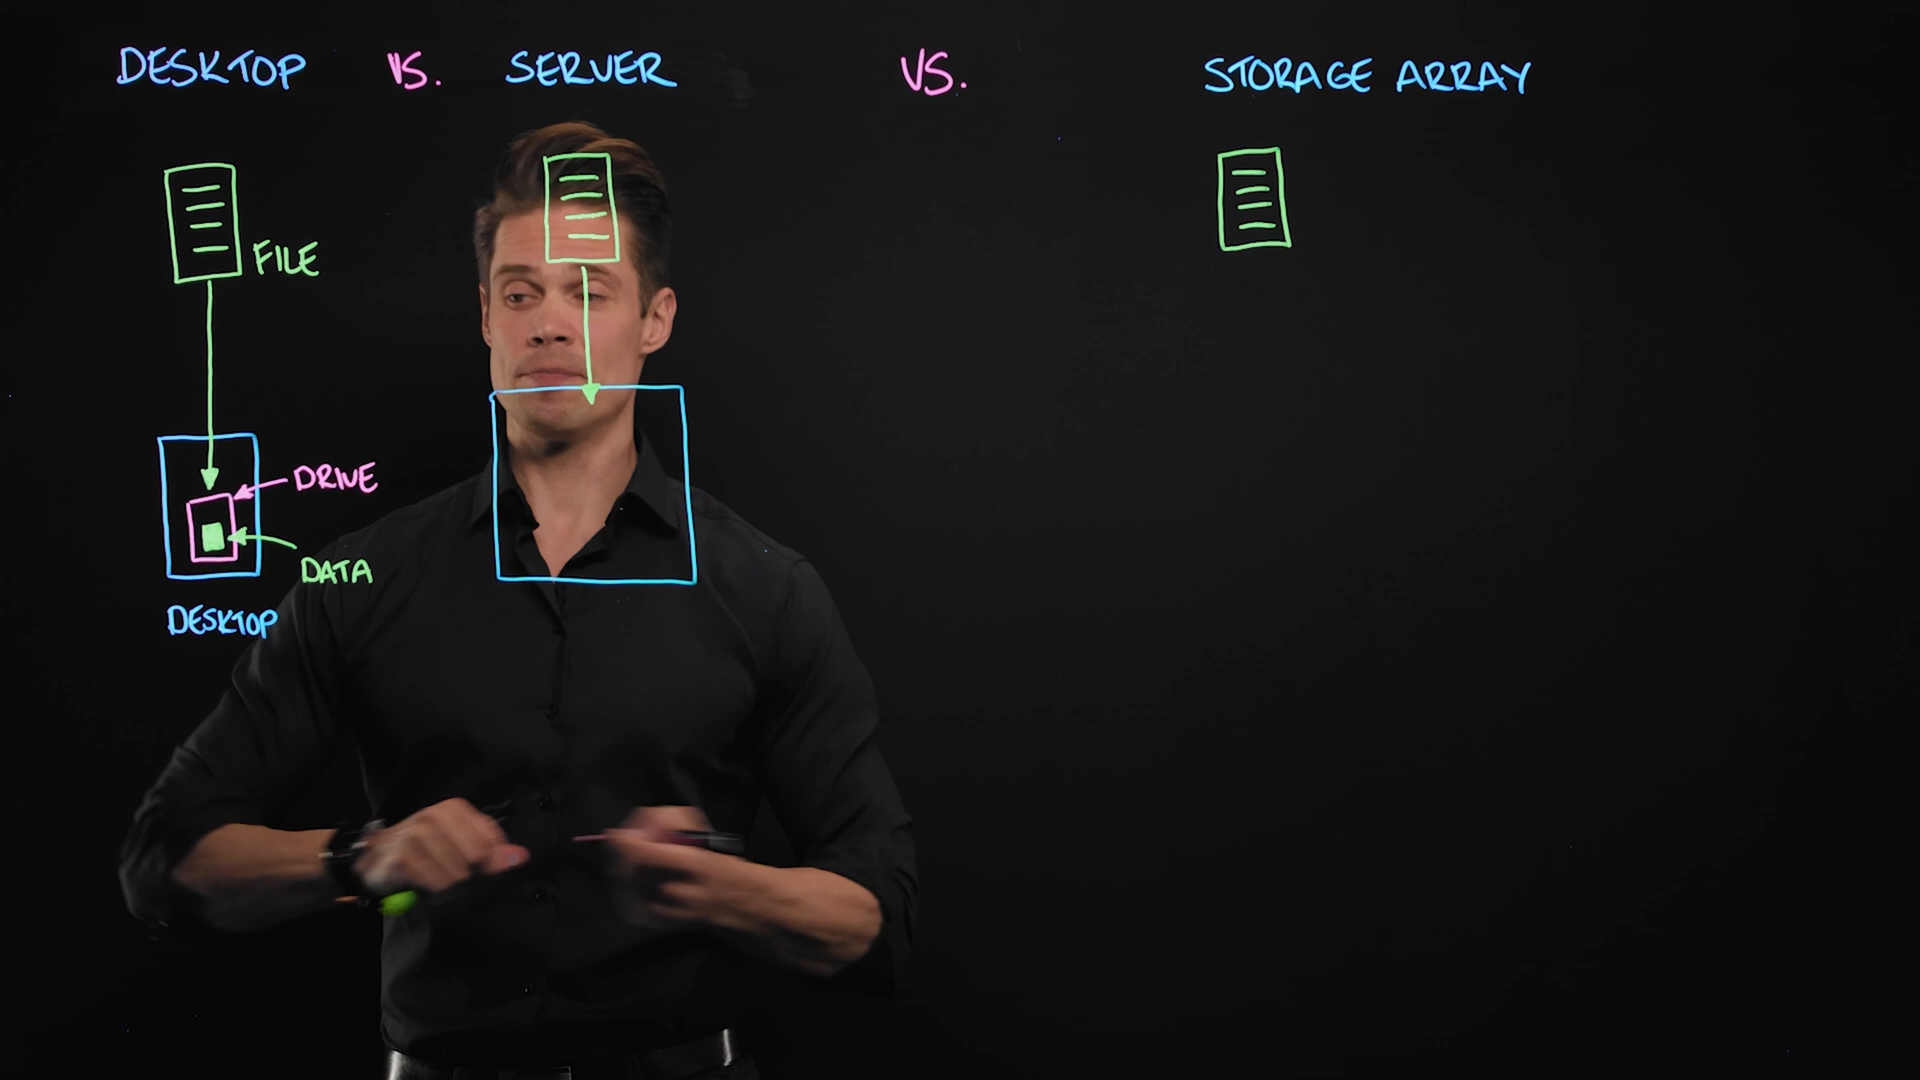 DESKTOP VS. SERVER VS. STORAGE ARRAY
FILE
DRIVE
DATA
DESKTOP